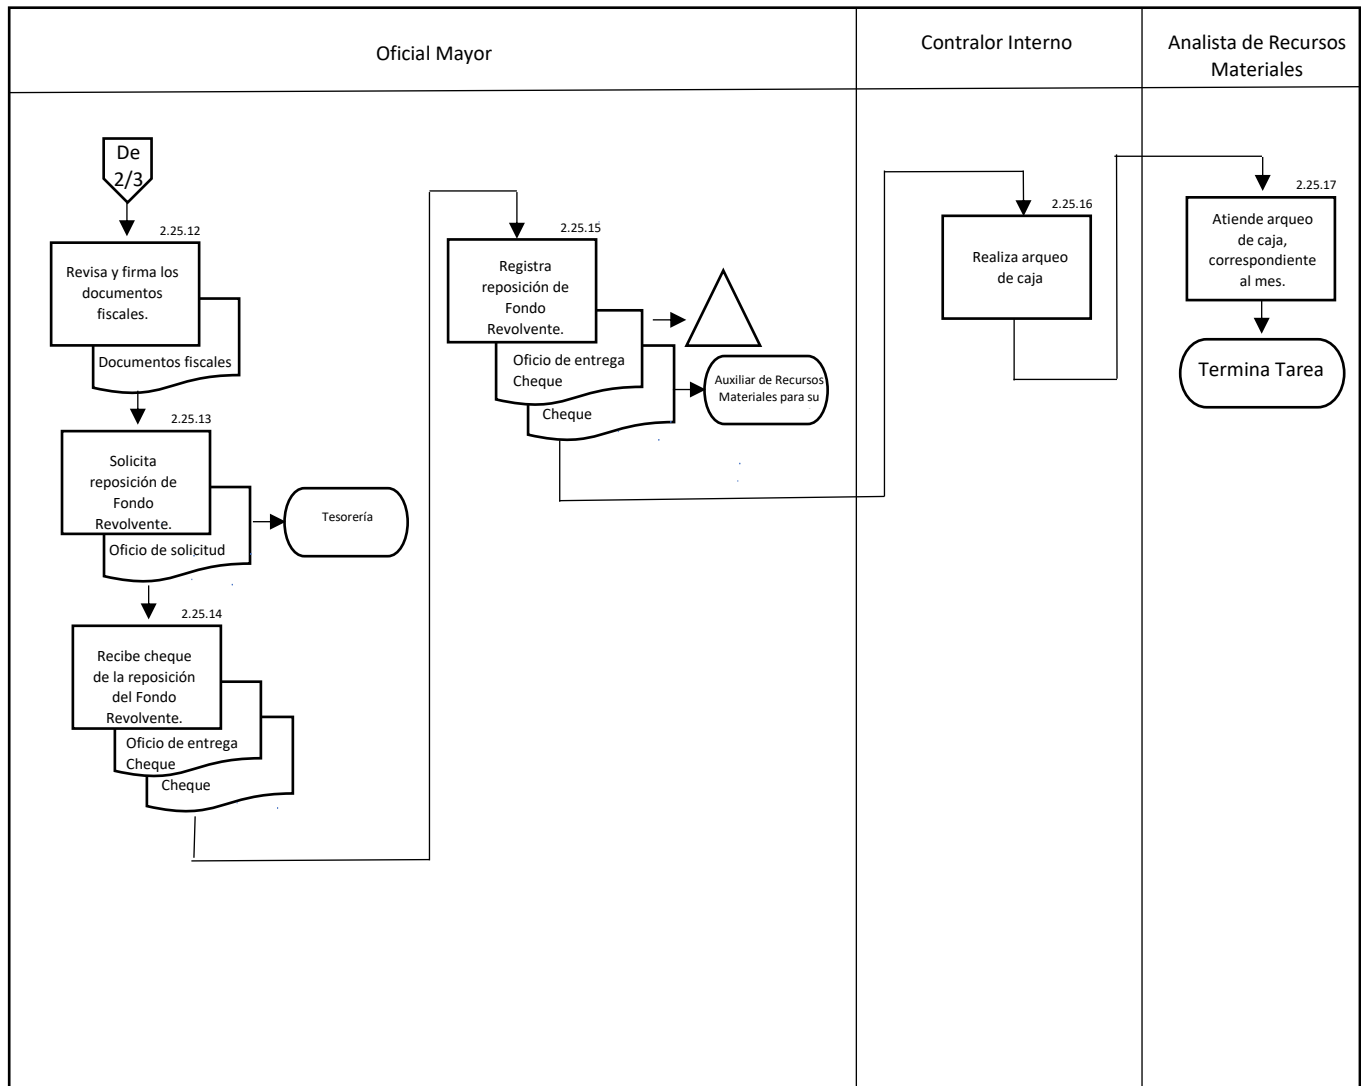 Oficial Mayor
Contralor Interno
Analista de Recursos
Materiales
De
2/3
2.25.12
Revisa y firma los
documentos
fiscales.
Documentos fiscales
2.25.13
Solicita
reposición de
Fondo
Revolvente.
Oficio de solicitud
Tesorería
2.25.14
Recibe cheque
de la reposición
del Fondo
Revolvente.
Oficio de entrega
Cheque
Cheque
2.25.15
Registra
reposición de
Fondo
Revolvente.
Oficio de entrega
Cheque
Cheque
Auxiliar de Recursos
Materiales para su
2.25.16
Realiza arqueo
de caja
2.25.17
Atiende arqueo
de caja,
correspondiente
al mes.
Termina Tarea